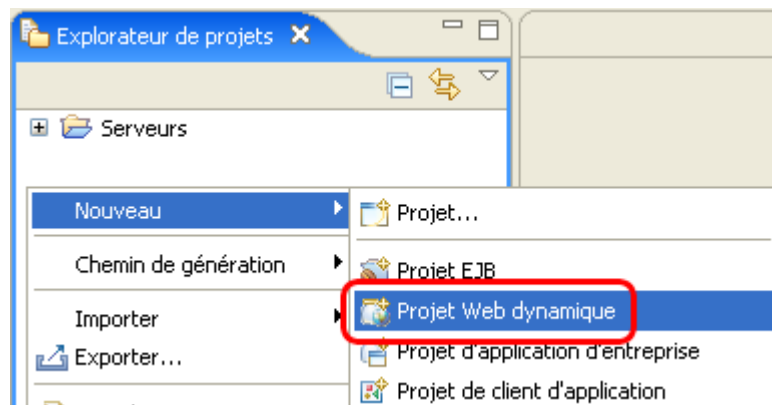 Explorateur de projets
Serveurs
Nouveau
Projet...
Chemin de génération
Projet EJB
Projet Web dynamique
Importer
Projet d'application d'entreprise
Exporter...
Projet de client d'application